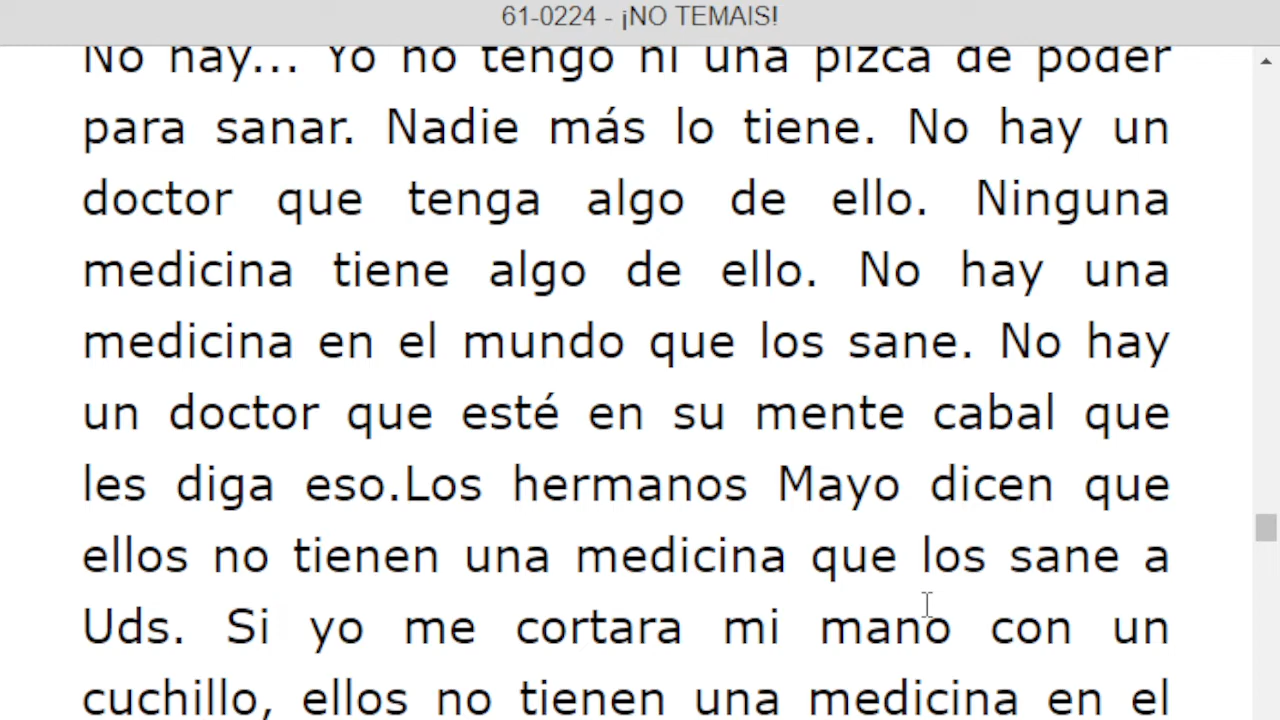 61-0224 - ¡NO TEMAIS!
No hay... Yo no tengo ni una pizca de poder
para sanar. Nadie más lo tiene. No hay un
doctor que tenga algo de ello. Ninguna
medicina tiene algo de ello. No hay una
medicina en el mundo que los sane. No hay
un doctor que esté en su mente cabal que
les diga eso.Los hermanos Mayo dicen que
ellos no tienen una medicina que los sane a
Uds. Si yo me cortara mi mano con un
cuchillo, ellos no tienen una medicina en el